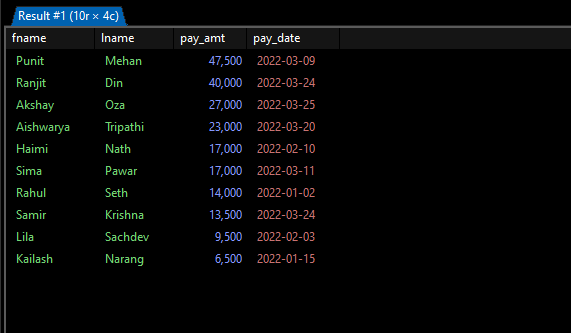 Result #1 (10r × 4c)
fname lname pay_amt pay_date
Punit Mehan 47,500 2022-03-09
Ranjit Din 40,000 2022-03-24
Akshay Oza 27,000 2022-03-25
Aishwarya Tripathi 23,000 2022-03-20
Haimi Nath 17,000 2022-02-10
Sima Pawar 17,000 2022-03-11
Rahul Seth 14,000 2022-01-02
Samir Krishna 13,500 2022-03-24
Lila Sachdev 9,500 2022-02-03
Kailash Narang 6,500 2022-01-15